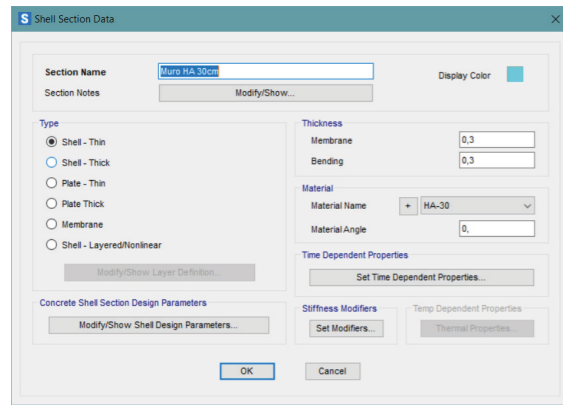 S Shell Section Data
Section Name Muro HA 30cm Display Color
Section Notes Modify/Show...
Type
Shell - Thin
Shell - Thick
Plate - Thin
Plate Thick
Membrane
Shell - Layered/Nonlinear
Modify/Show Layer Definition...
Concrete Shell Section Design Parameters
Modify/Show Shell Design Parameters...
Thickness
Membrane 0,3
Bending 0,3
Material
Material Name + HA-30
Material Angle 0,
Time Dependent Properties
Set Time Dependent Properties...
Stiffness Modifiers
Set Modifiers...
Temp Dependent Properties
Thermal Properties...
OK Cancel